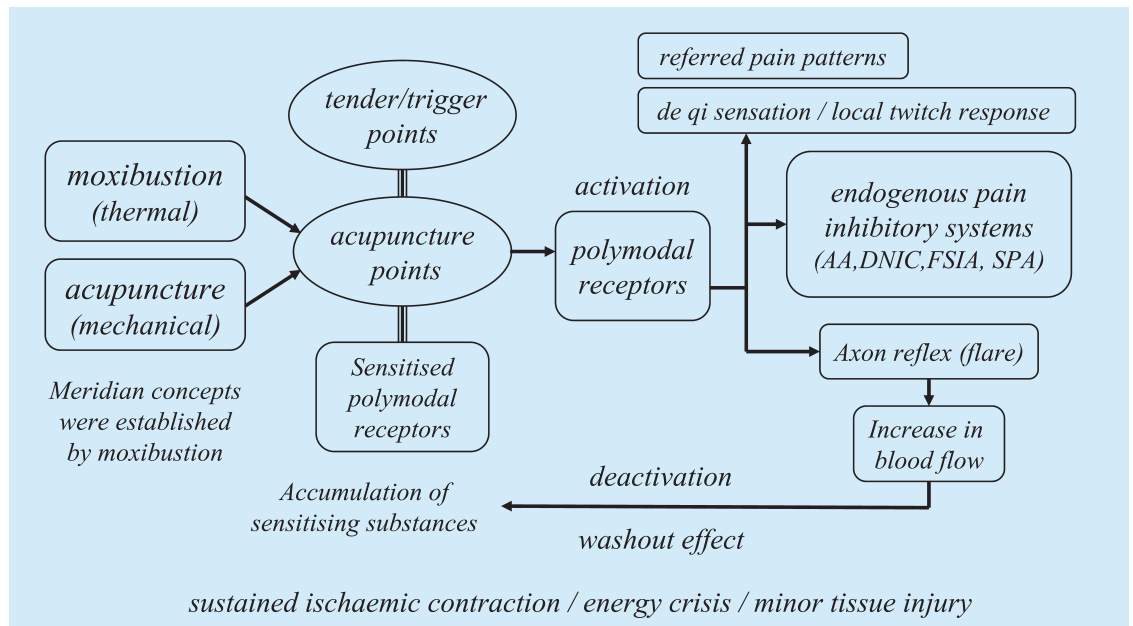 referred pain patterns
de qi sensation / local twitch response
tender/trigger
points
moxibustion
(thermal)
acupuncture
(mechanical)
Meridian concepts
were established
by moxibustion
acupuncture
points
Sensitised
polymodal
receptors
activation
polymodal
receptors
endogenous pain
inhibitory systems
(AA,DNIC,FSIA, SPA)
Axon reflex (flare)
Increase in
blood flow
deactivation
washout effect
Accumulation of
sensitising substances
sustained ischaemic contraction / energy crisis / minor tissue injury